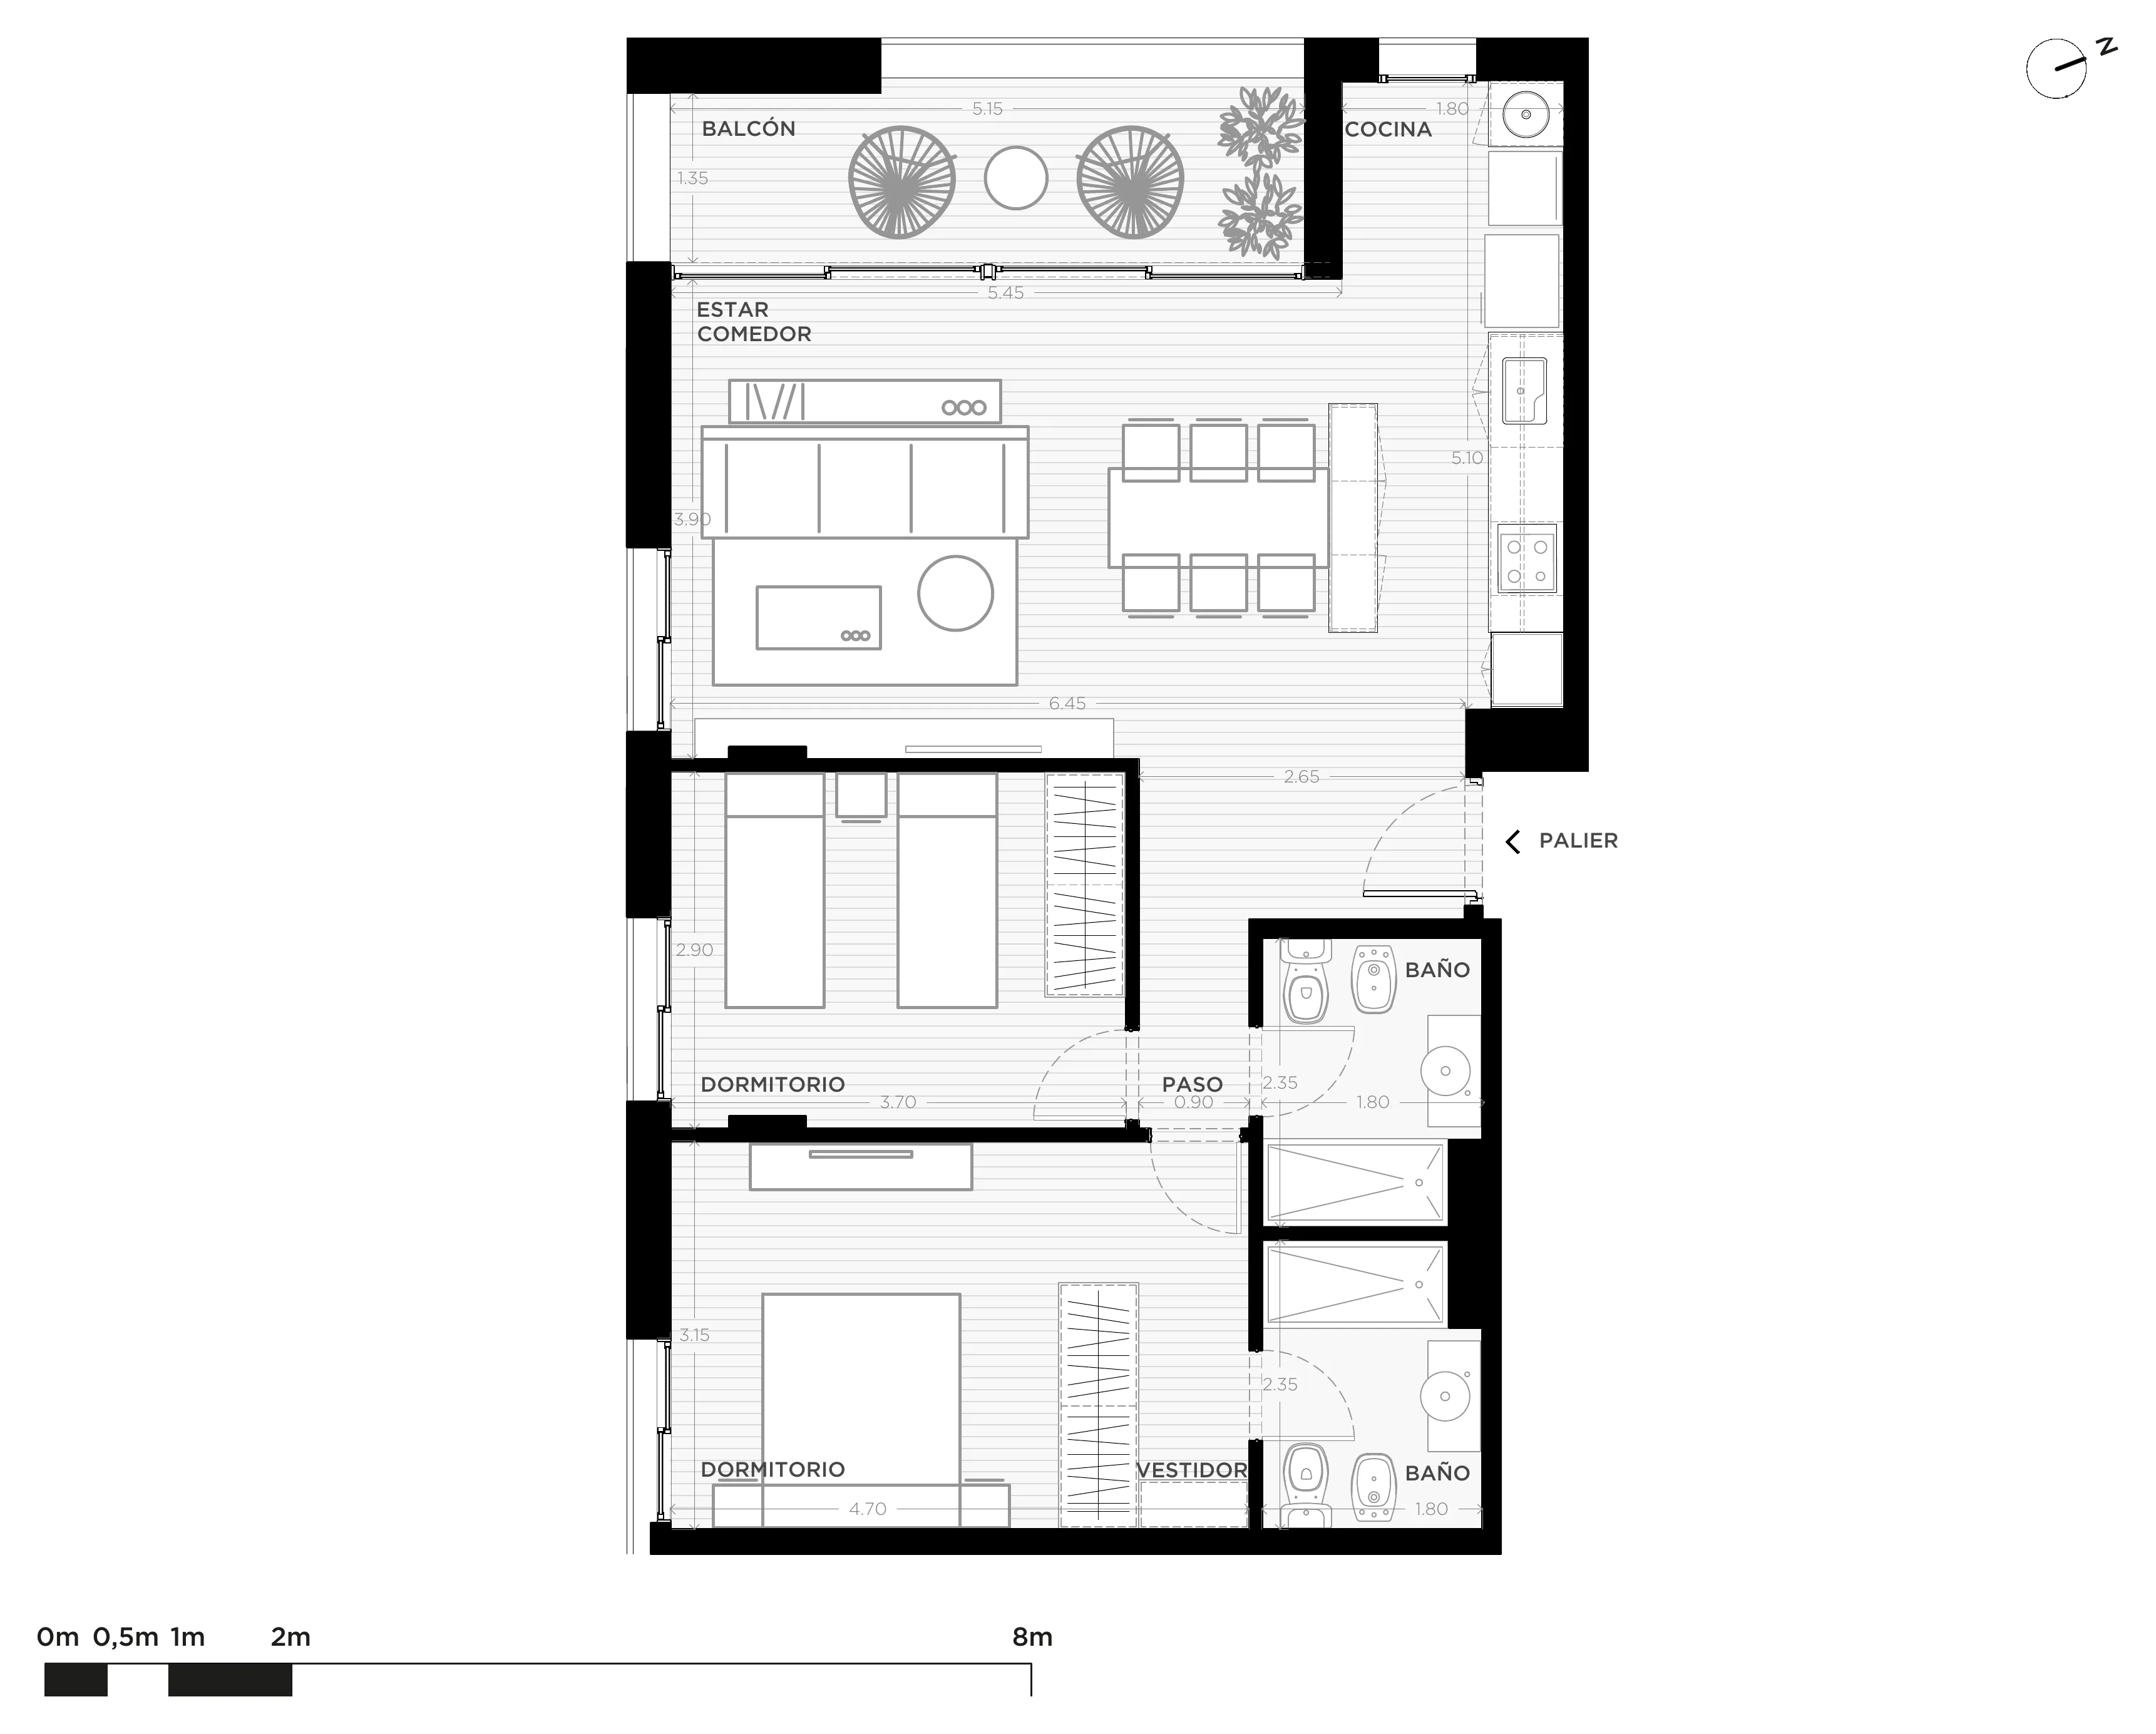 N
5.15
1.80
BALCÓN
COCINA
1.35
5.45
ESTAR
COMEDOR
5.10
3.90
6.45
2.65
PALIER
2.90
BAÑO
DORMITORIO
PASO
2.35
3.70
0.90
1.80
3.15
2.35
DORMITORIO
VESTIDOR
BAÑO
4.70
1.80
0m 0,5m 1m 2m 8m